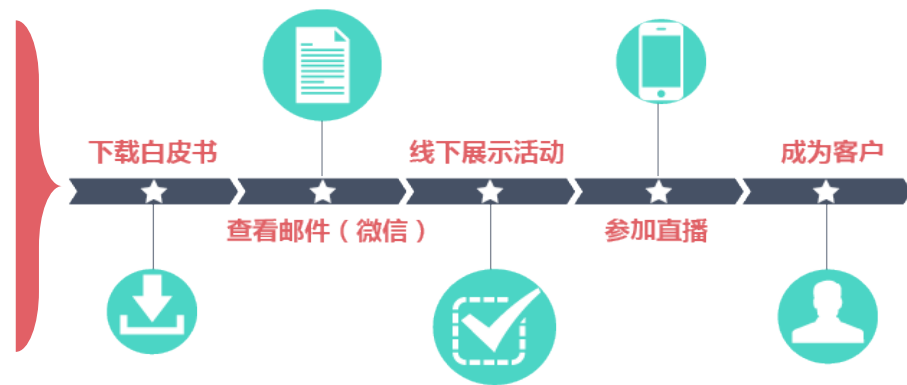 下载白皮书
查看邮件（微信）
线下展示活动
参加直播
成为客户